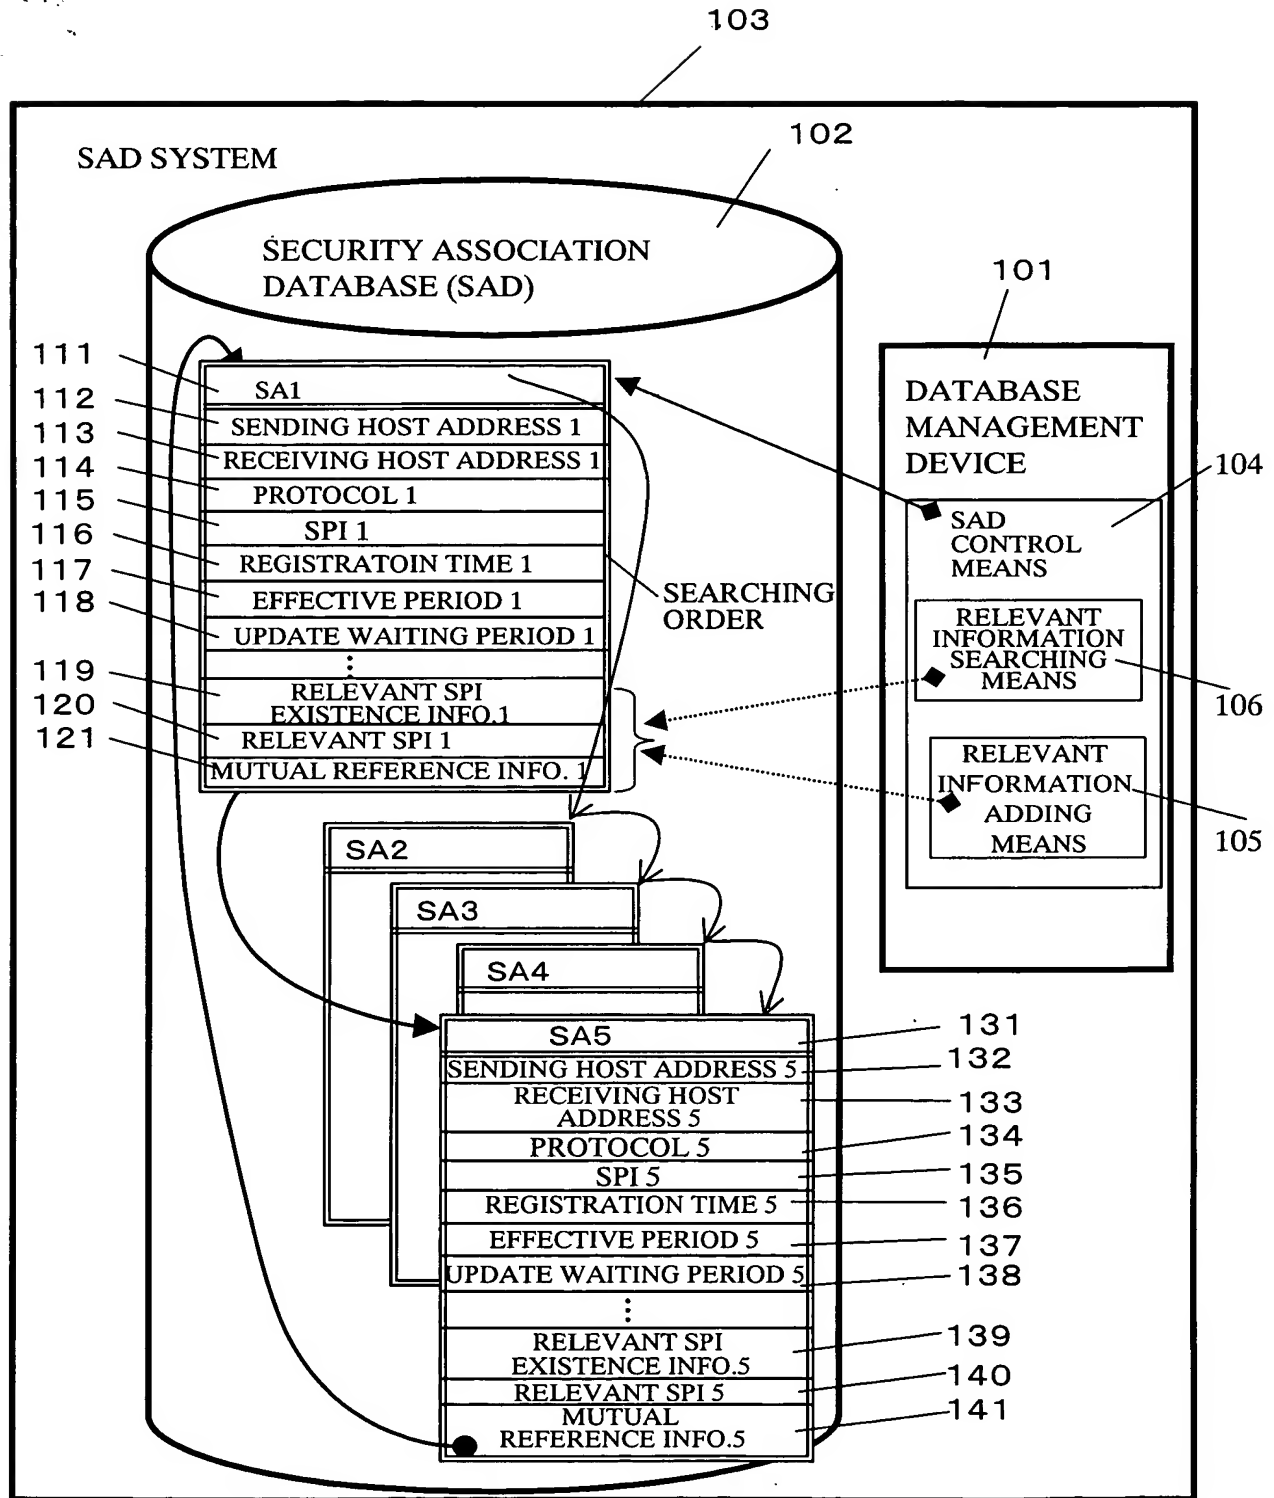 103
SAD SYSTEM
102
SECURITY ASSOCIATION
DATABASE (SAD)
101
DATABASE
MANAGEMENT
DEVICE
104
SAD
CONTROL
MEANS
RELEVANT
INFORMATION
SEARCHING
MEANS
106
RELEVANT
INFORMATION
ADDING
MEANS
105
111
SA1
112
SENDING HOST ADDRESS 1
113
RECEIVING HOST ADDRESS 1
114
PROTOCOL 1
115
SPI 1
116
REGISTRATOIN TIME 1
117
EFFECTIVE PERIOD 1
118
UPDATE WAITING PERIOD 1
119
RELEVANT SPI
EXISTENCE INFO.1
120
RELEVANT SPI 1
121
MUTUAL REFERENCE INFO. 1
SEARCHING
ORDER
SA2
SA3
SA4
SA5
131
SENDING HOST ADDRESS 5
132
RECEIVING HOST
ADDRESS 5
133
PROTOCOL 5
134
SPI 5
135
REGISTRATION TIME 5
136
EFFECTIVE PERIOD 5
137
UPDATE WAITING PERIOD 5
138
RELEVANT SPI
EXISTENCE INFO.5
139
RELEVANT SPI 5
140
MUTUAL
REFERENCE INFO.5
141